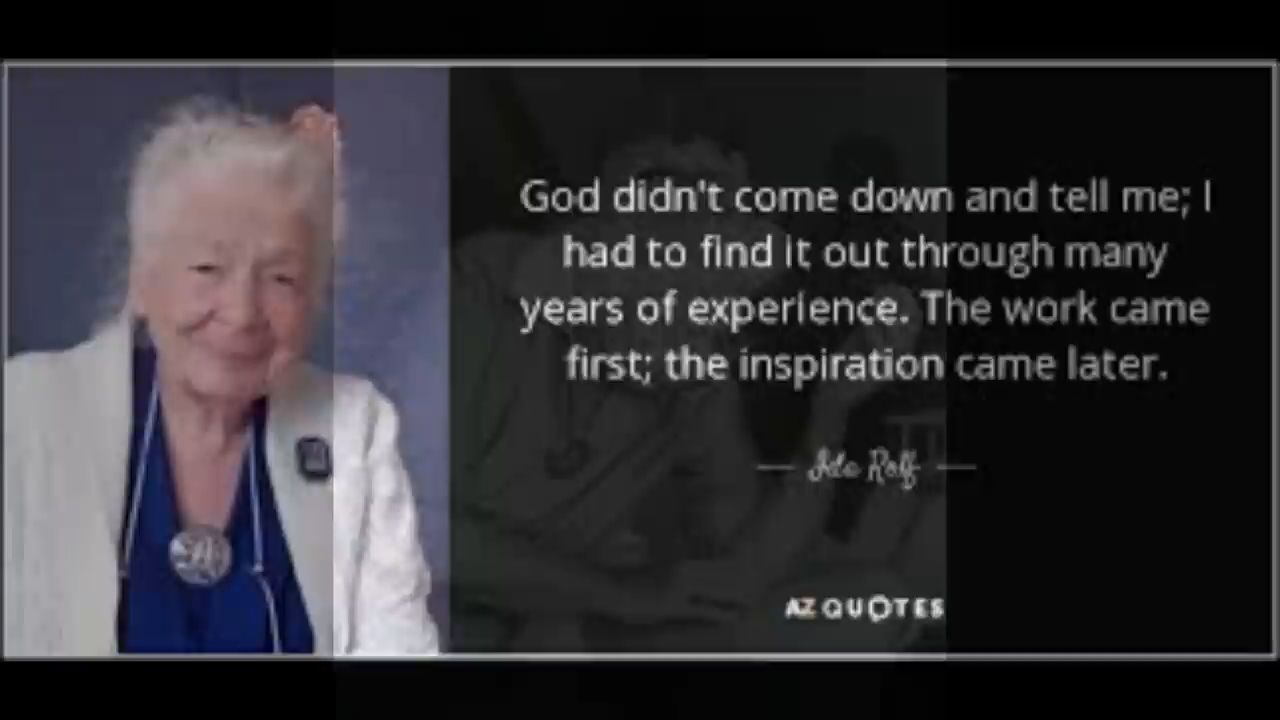 God didn't come down and tell me; I
had to find it out through many
years of experience. The work came
first; the inspiration came later.
— Ida Rolf —
AZ QUOTES